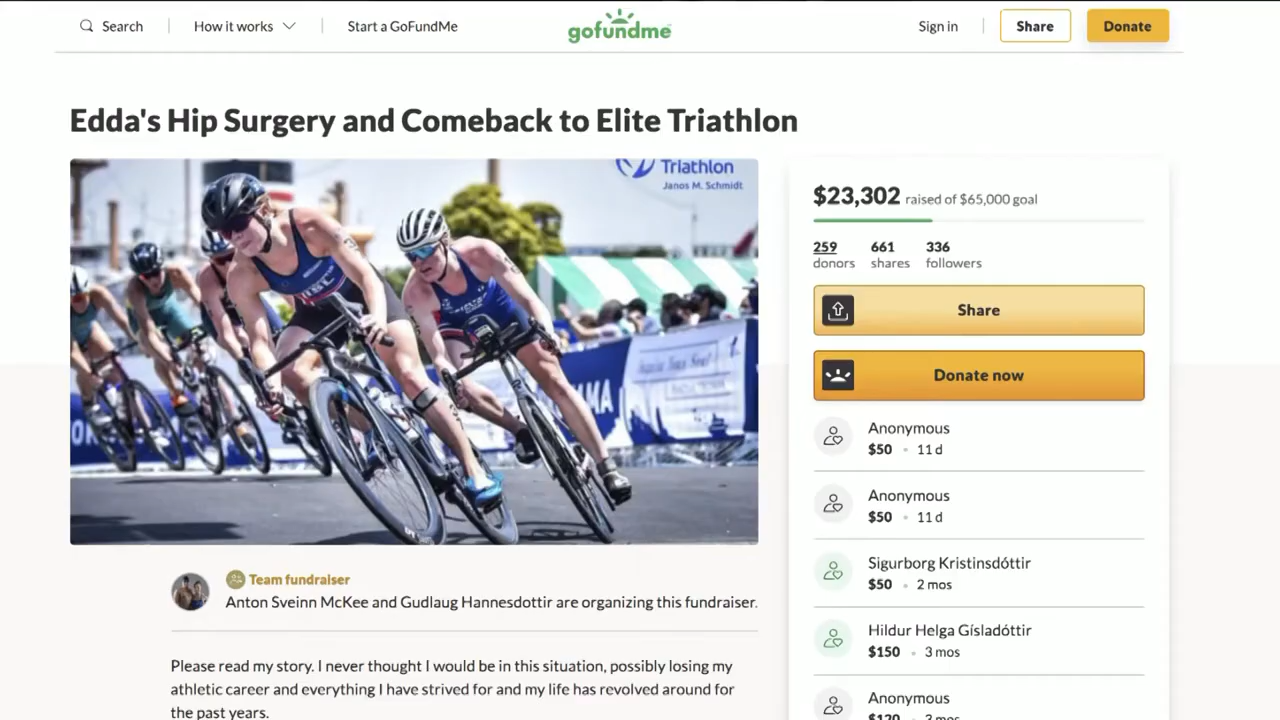 Search
How it works
Start a GoFundMe
gofundme
Sign in
Share
Donate
Edda's Hip Surgery and Comeback to Elite Triathlon
Triathlon
Janos M. Schmidt
$23,302 raised of $65,000 goal
259 661 336
donors shares followers
Share
Donate now
Anonymous
$50 • 11 d
Anonymous
$50 • 11 d
Sigurborg Kristinsdóttir
$50 • 2 mos
Hildur Helga Gísladóttir
$150 • 3 mos
Anonymous
$120 • 3 mos
Team fundraiser
Anton Sveinn McKee and Gudlaug Hannesdottir are organizing this fundraiser.
Please read my story. I never thought I would be in this situation, possibly losing my
athletic career and everything I have strived for and my life has revolved around for
the past years.